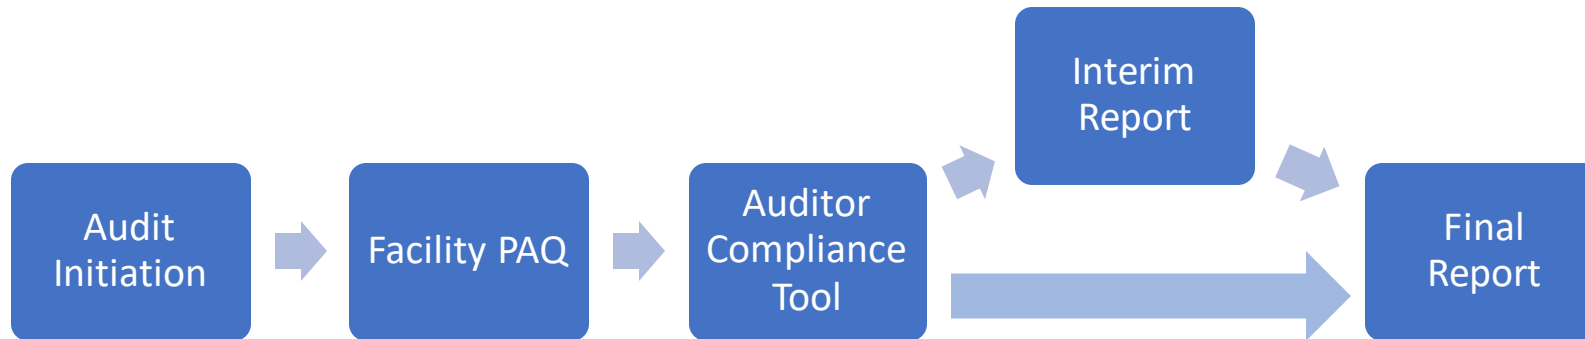 Audit
Initiation
Facility PAQ
Auditor
Compliance
Tool
Interim
Report
Final
Report